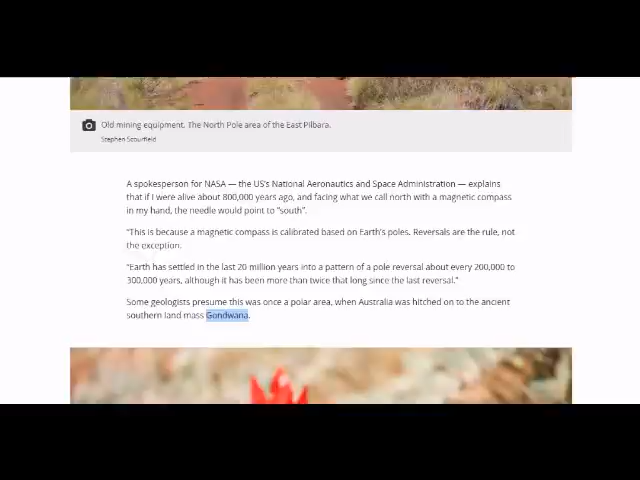 Old mining equipment. The North Pole area of the East Pilbara.
Stephen Scourfield
A spokesperson for NASA — the US's National Aeronautics and Space Administration — explains
that if I were alive about 800,000 years ago, and facing what we call north with a magnetic compass
in my hand, the needle would point to "south".
"This is because a magnetic compass is calibrated based on Earth's poles. Reversals are the rule, not
the exception.
"Earth has settled in the last 20 million years into a pattern of a pole reversal about every 200,000 to
300,000 years, although it has been more than twice that long since the last reversal."
Some geologists presume this was once a polar area, when Australia was hitched on to the ancient
southern land mass Gondwana.